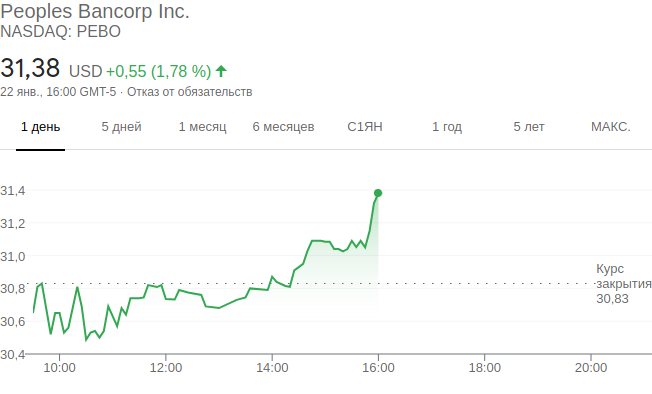 Peoples Bancorp Inc.
NASDAQ: PEBO
31,38 USD +0,55 (1,78 %)
22 янв., 16:00 GMT-5 · Отказ от обязательств
1 день 5 дней 1 месяц 6 месяцев С1ЯН 1 год 5 лет МАКС.
31,4
31,2
31,0
Курс
30,8 закрытия
30,83
30,6
30,4
10:00 12:00 14:00 16:00 18:00 20:00